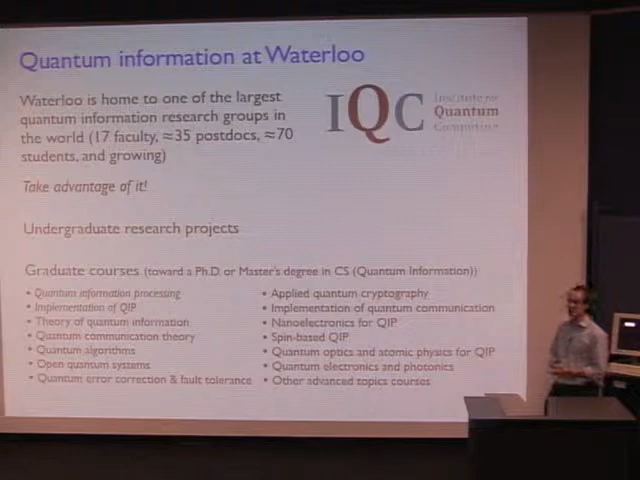 Quantum information at Waterloo
Waterloo is home to one of the largest
quantum information research groups in
the world (17 faculty, ≈35 postdocs, ≈70
students, and growing)
IQC
Institute for
Quantum
Computing
Take advantage of it!
Undergraduate research projects
Graduate courses (toward a Ph.D. or Master's degree in CS (Quantum Information))
• Quantum information processing
• Implementation of QIP
• Theory of quantum information
• Quantum communication theory
• Quantum algorithms
• Open quantum systems
• Quantum error correction & fault tolerance
• Applied quantum cryptography
• Implementation of quantum communication
• Nanoelectronics for QIP
• Spin-based QIP
• Quantum optics and atomic physics for QIP
• Quantum electronics and photonics
• Other advanced topics courses